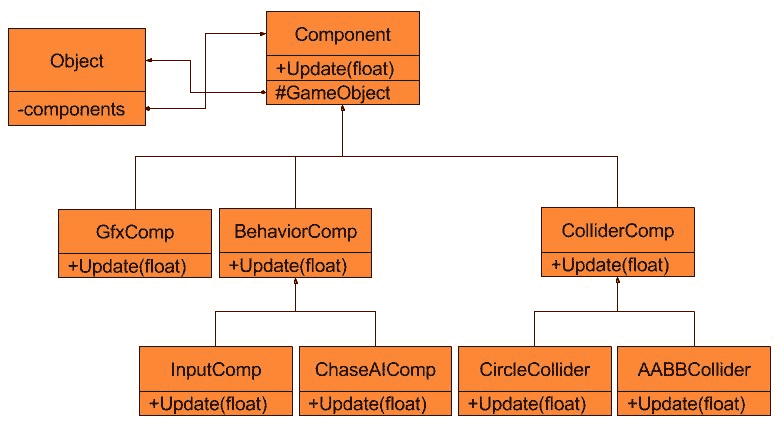 Object
-components
Component
+Update(float)
#GameObject
GfxComp
+Update(float)
BehaviorComp
+Update(float)
ColliderComp
+Update(float)
InputComp
+Update(float)
ChaseAIComp
+Update(float)
CircleCollider
+Update(float)
AABBCollider
+Update(float)